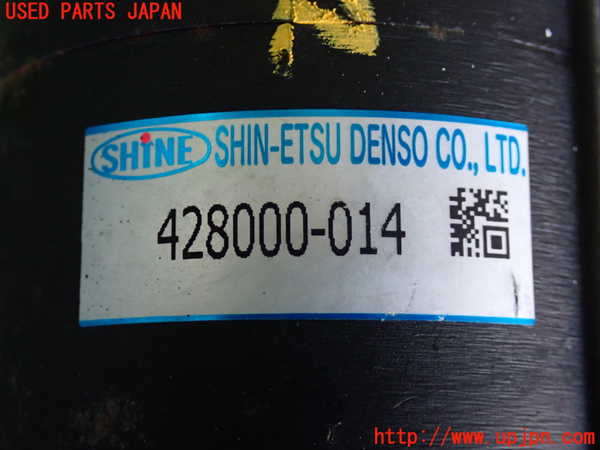 USED PARTS JAPAN
SHINE SHIN-ETSU DENSO CO., LTD.
428000-014
http://www.upjpn.com